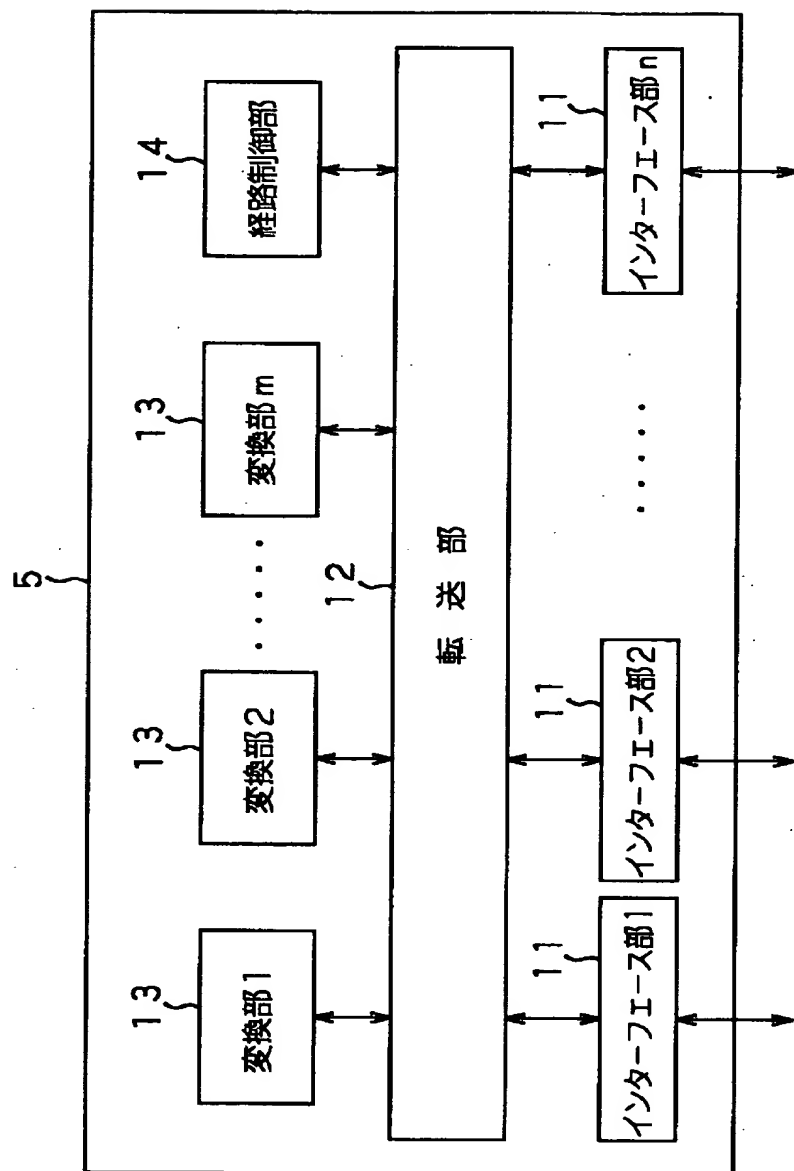 5
13
13
13
14
変換部1
変換部2
・・・・・・
変換部m
経路制御部
12
転送部
11
11
11
インターフェース部1
インターフェース部2
・・・・・
インターフェース部n